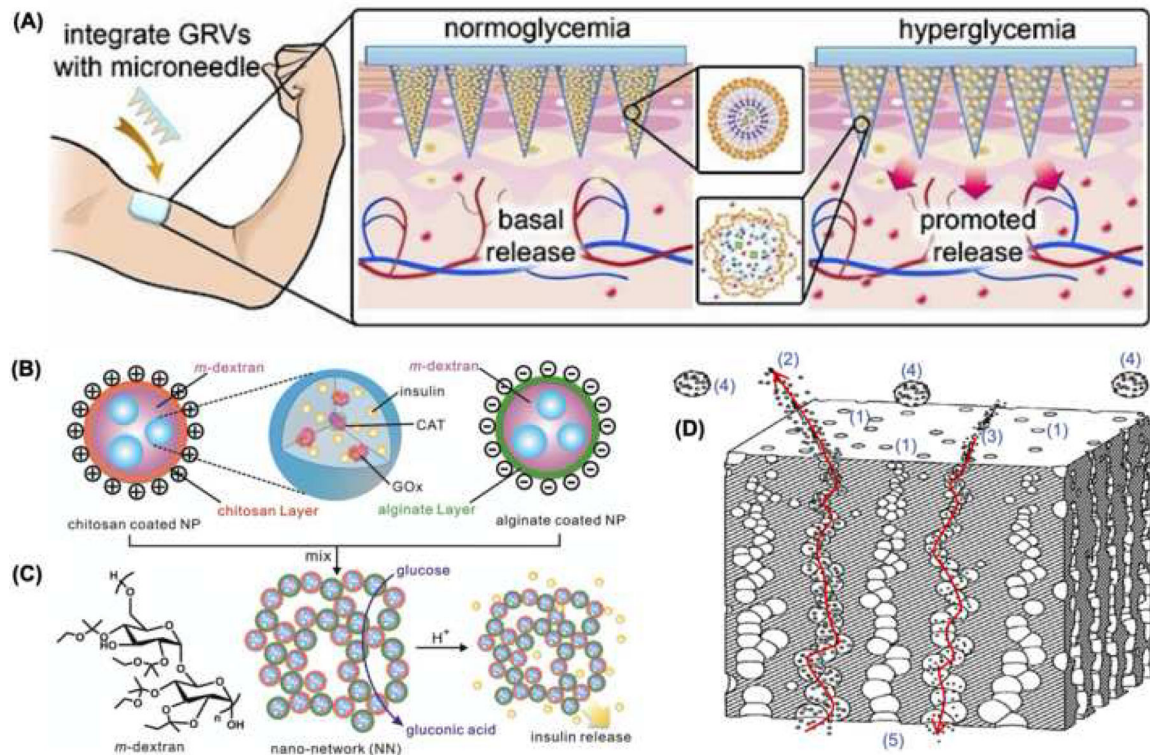 (A)
integrate GRVs
with microneedle
normoglycemia
hyperglycemia
basal
release
promoted
release
(B)
m-dextran
m-dextran
insulin
CAT
GOx
chitosan Layer
alginate Layer
chitosan coated NP
alginate coated NP
mix
(C)
H
O
O
O
O
O
HO
O
O
O
O
O
O
O
O
n
OH
m-dextran
glucose
H⁺
gluconic acid
nano-network (NN)
insulin release
(D)
(2)
(4)
(4)
(4)
(1)
(3)
(1)
(1)
(5)